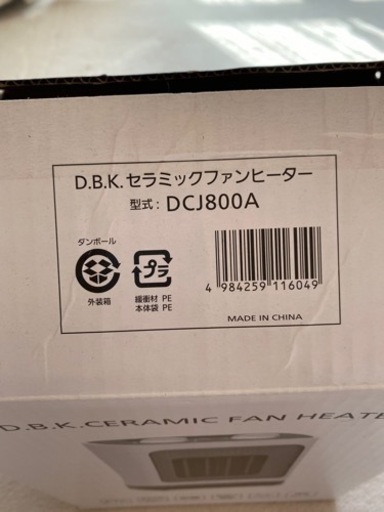 D.B.K.セラミックファンヒーター
型式：DCJ800A
ダンボール
外装箱
プラ
緩衝材 PE
本体袋 PE
4 984259 116049
MADE IN CHINA
D.B.K.CERAMIC FAN HEATE